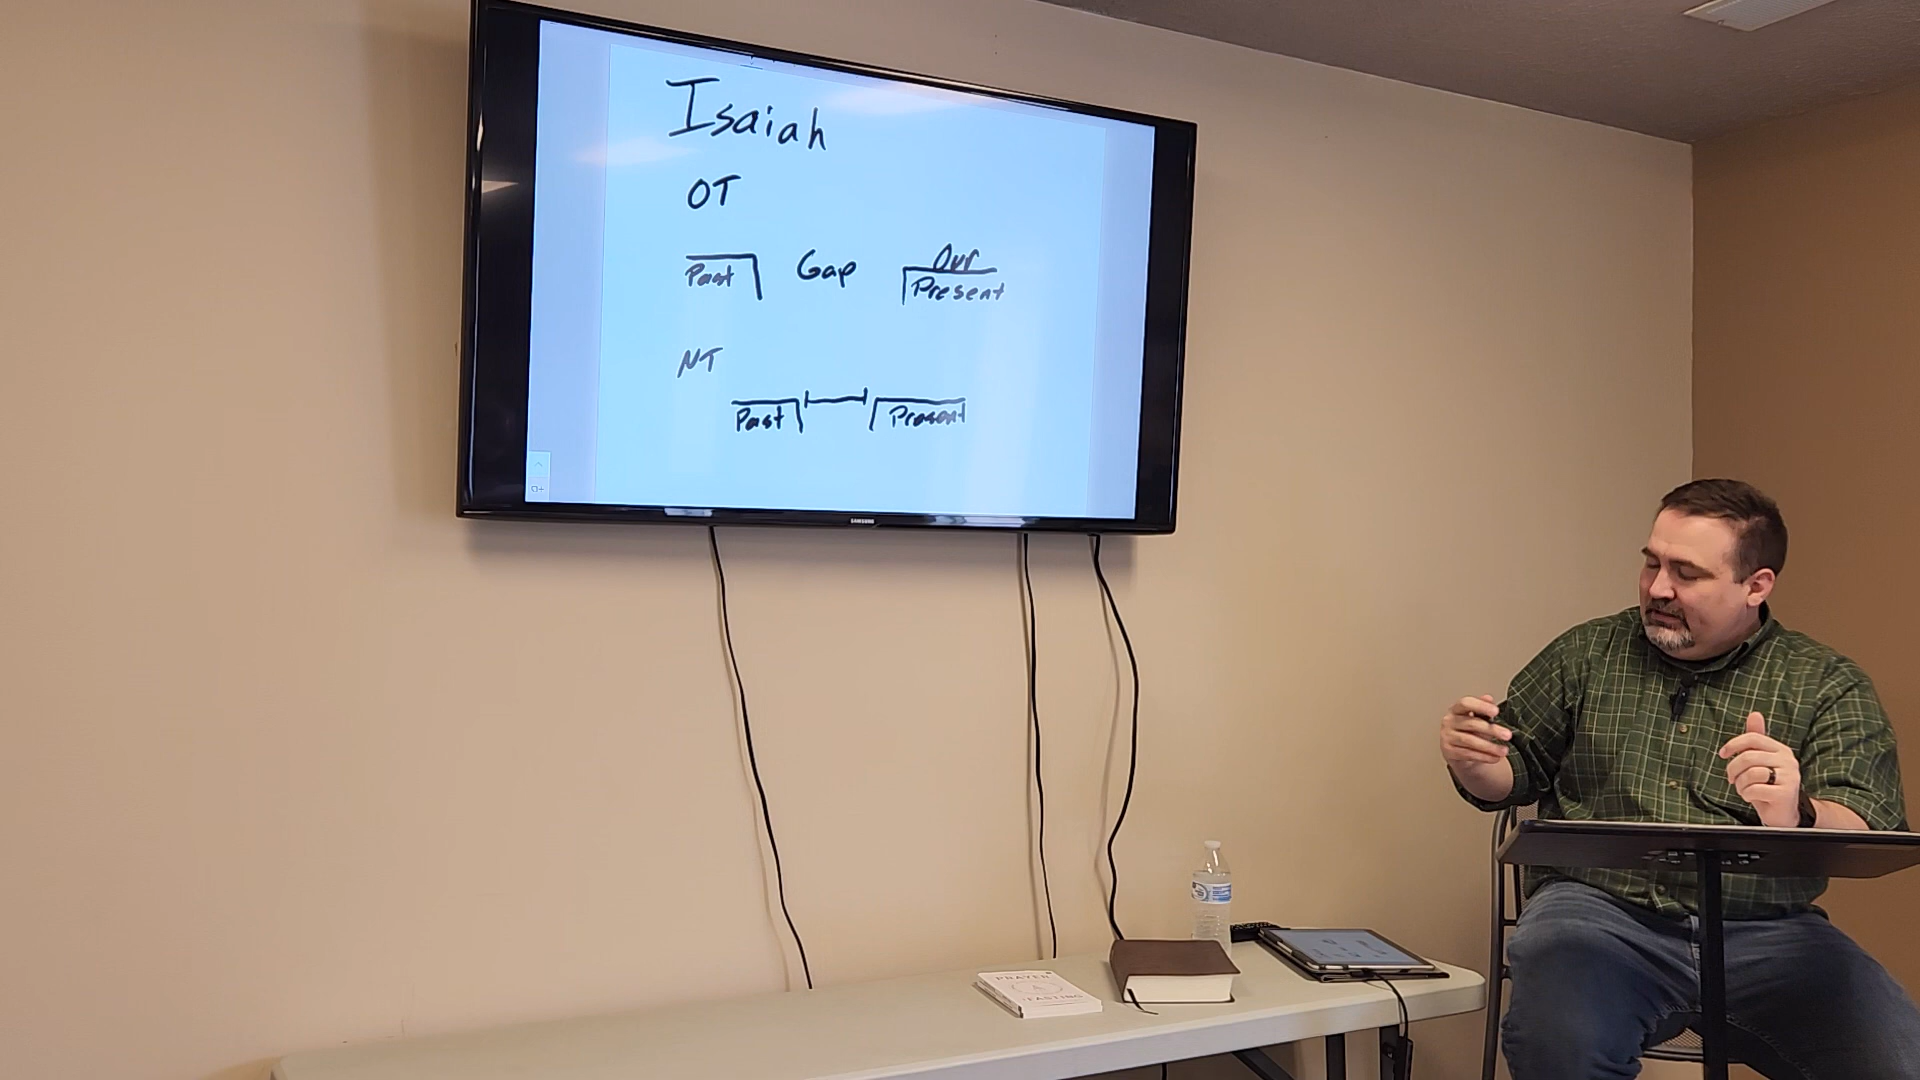 Isaiah
OT
Past Gap Our Present
NT
Past Present
SAMSUNG
PRAYER
FASTING